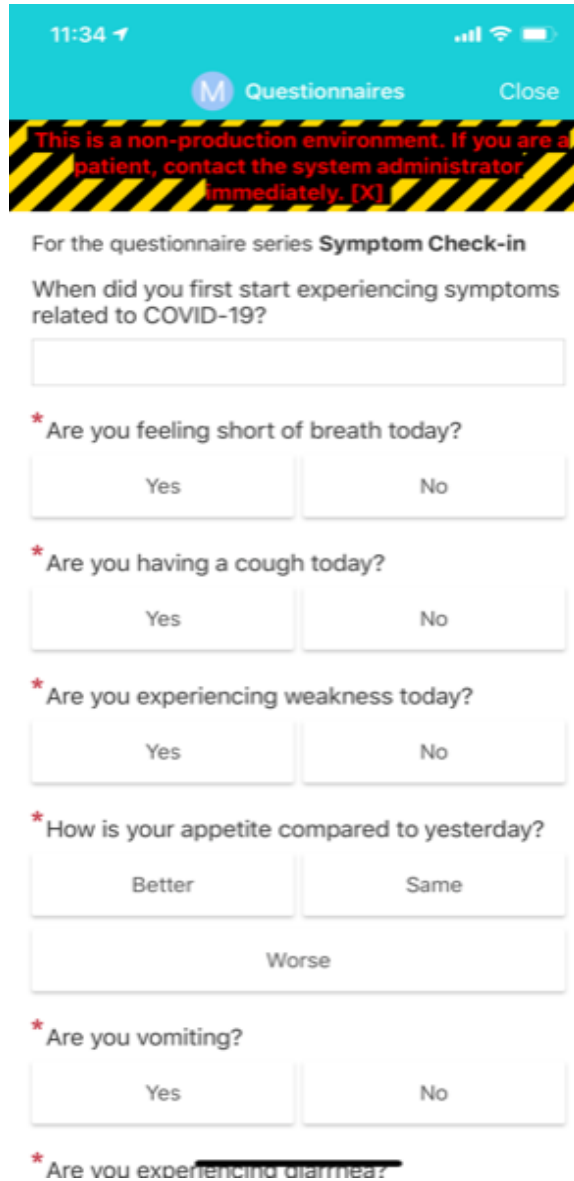 11:34
M Questionnaires Close
This is a non-production environment. If you are a
patient, contact the system administrator
immediately. [X]
For the questionnaire series Symptom Check-in
When did you first start experiencing symptoms
related to COVID-19?
*Are you feeling short of breath today?
Yes No
*Are you having a cough today?
Yes No
*Are you experiencing weakness today?
Yes No
*How is your appetite compared to yesterday?
Better Same
Worse
*Are you vomiting?
Yes No
*Are you experiencing diarrhea?